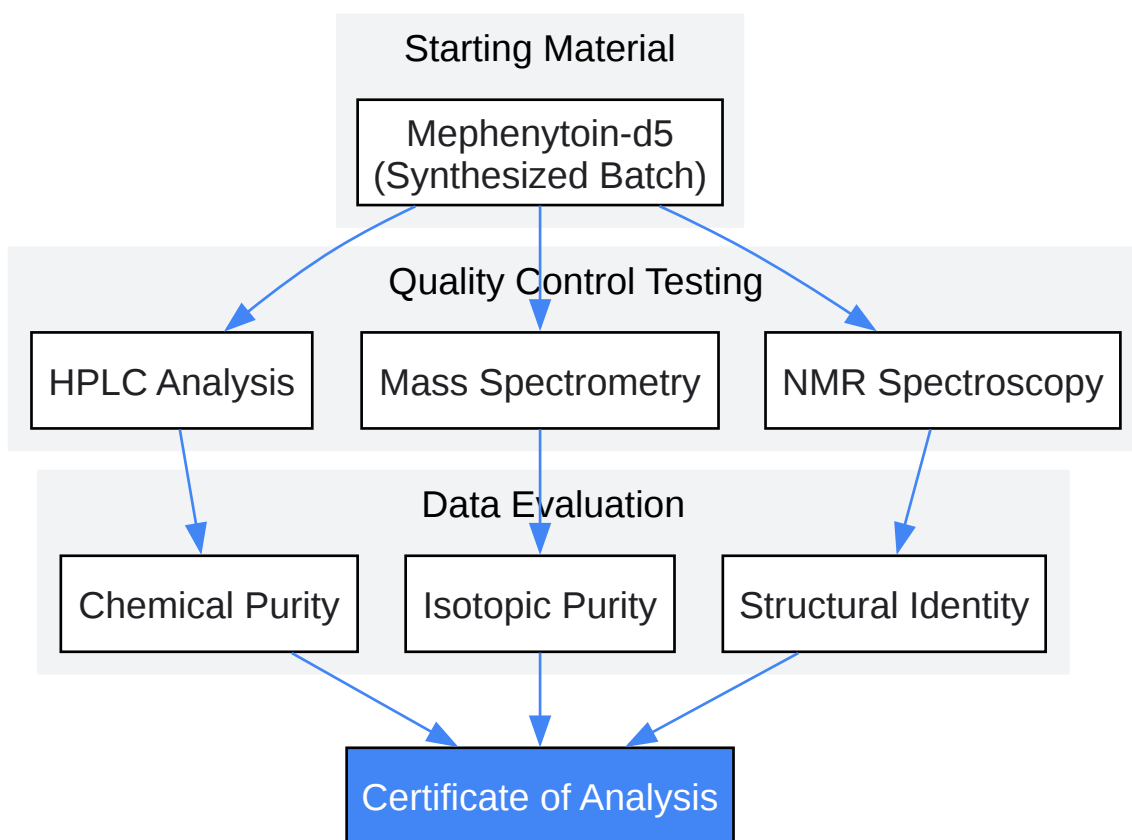 Starting Material
Mephenytoin-d5
(Synthesized Batch)
Quality Control Testing
HPLC Analysis
Mass Spectrometry
NMR Spectroscopy
Data Evaluation
Chemical Purity
Isotopic Purity
Structural Identity
Certificate of Analysis